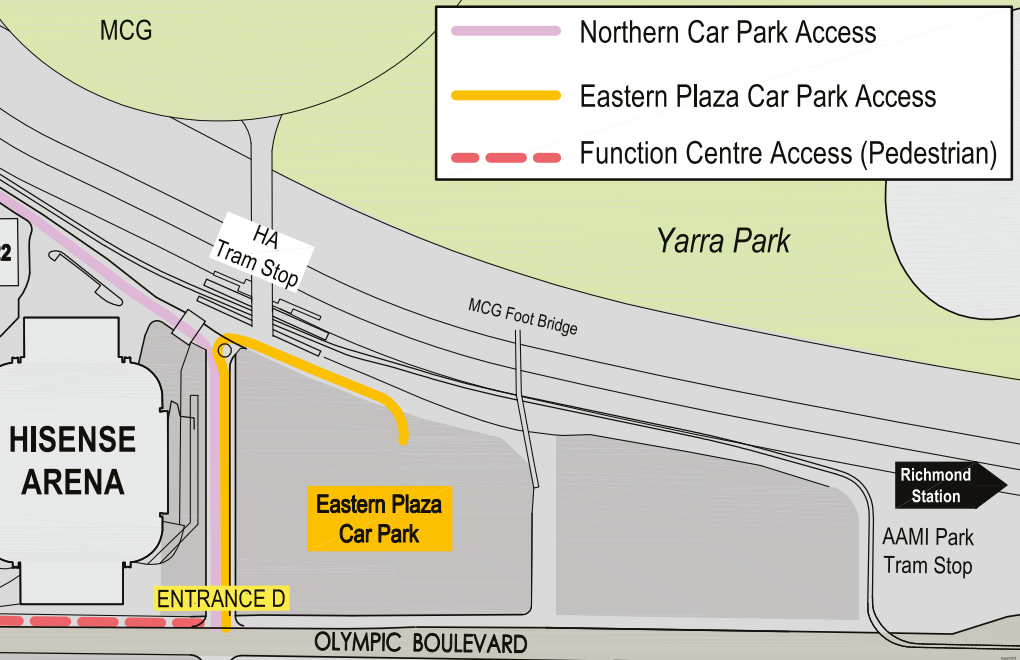 MCG
Northern Car Park Access
Eastern Plaza Car Park Access
Function Centre Access (Pedestrian)
HA
Tram Stop
Yarra Park
MCG Foot Bridge
HISENSE
ARENA
Richmond
Station
Eastern Plaza
Car Park
AAMI Park
Tram Stop
ENTRANCE D
OLYMPIC BOULEVARD